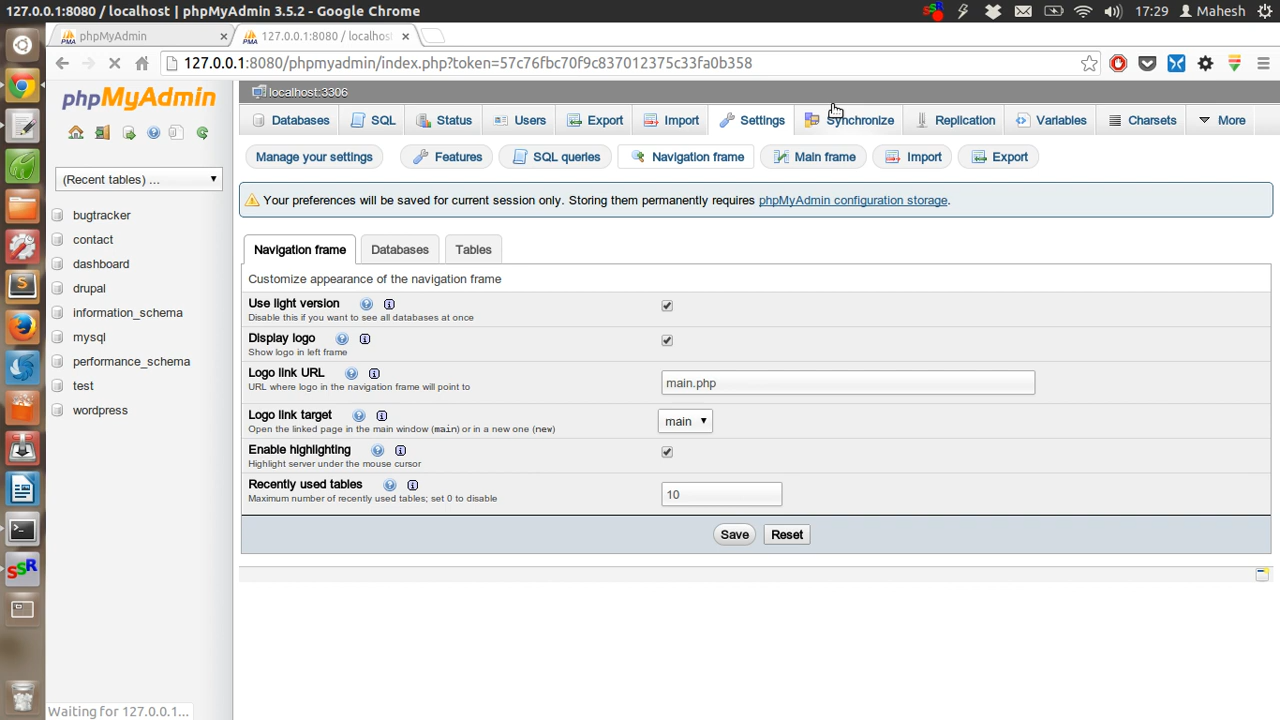 127.0.0.1:8080 / localhost | phpMyAdmin 3.5.2 - Google Chrome
17:29 Mahesh
phpMyAdmin
127.0.0.1:8080 / localhos
127.0.0.1:8080/phpmyadmin/index.php?token=57c76fbc70f9c837012375c33fa0b358
phpMyAdmin
localhost:3306
Databases SQL Status Users Export Import Settings Synchronize Replication Variables Charsets More
Manage your settings Features SQL queries Navigation frame Main frame Import Export
(Recent tables) ...
bugtracker
contact
dashboard
drupal
information_schema
mysql
performance_schema
test
wordpress
Your preferences will be saved for current session only. Storing them permanently requires phpMyAdmin configuration storage.
Navigation frame Databases Tables
Customize appearance of the navigation frame
Use light version
Disable this if you want to see all databases at once
Display logo
Show logo in left frame
Logo link URL
URL where logo in the navigation frame will point to
main.php
Logo link target
Open the linked page in the main window (main) or in a new one (new)
main
Enable highlighting
Highlight server under the mouse cursor
Recently used tables
Maximum number of recently used tables; set 0 to disable
10
Save Reset
Waiting for 127.0.0.1...